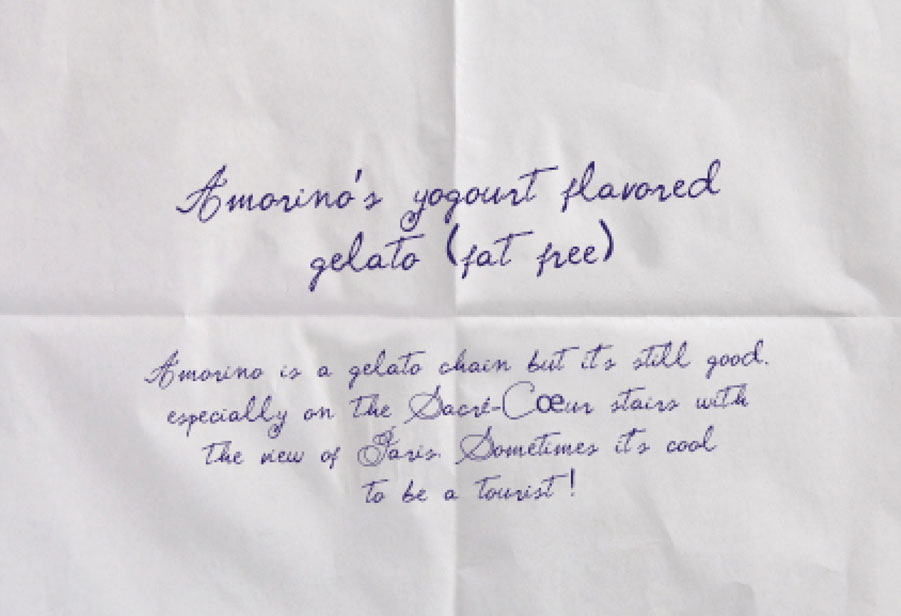 Amorino's yogourt flavored
gelato (fat free)
Amorino is a gelato chain but it's still good.
especially on the Sacré-Cœur stairs with
the view of Paris. Sometimes it's cool
to be a tourist!